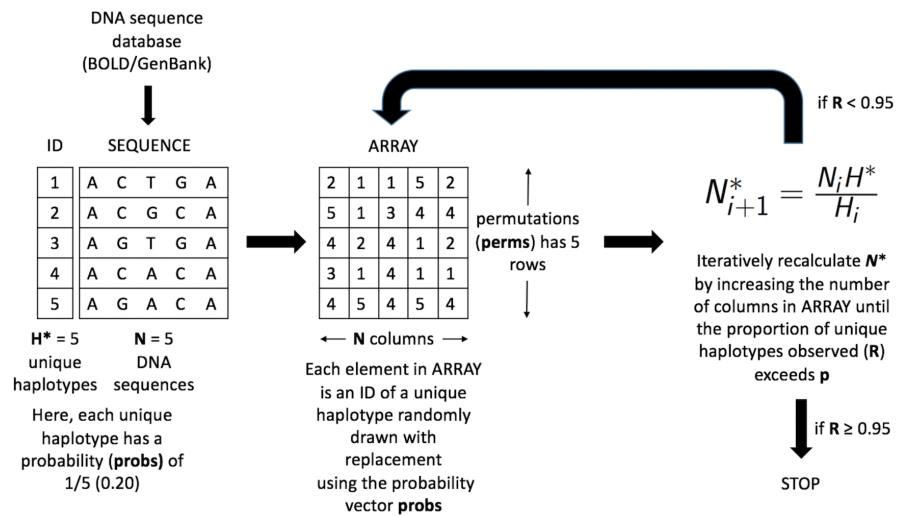 DNA sequence
database
(BOLD/GenBank)
ID SEQUENCE
1 A C T G A
2 A C G C A
3 A G T G A
4 A C A C A
5 A G A C A
H* = 5
unique
haplotypes
N = 5
DNA
sequences
Here, each unique
haplotype has a
probability (probs) of
1/5 (0.20)
ARRAY
2 1 1 5 2
5 1 3 4 4
4 2 4 1 2
3 1 4 1 1
4 5 4 5 4
N columns
Each element in ARRAY
is an ID of a unique
haplotype randomly
drawn with
replacement
using the probability
vector probs
permutations
(perms) has 5
rows
if R < 0.95
N*i+1 = NiH* / Hi
Iteratively recalculate N*
by increasing the number
of columns in ARRAY until
the proportion of unique
haplotypes observed (R)
exceeds p
if R ≥ 0.95
STOP